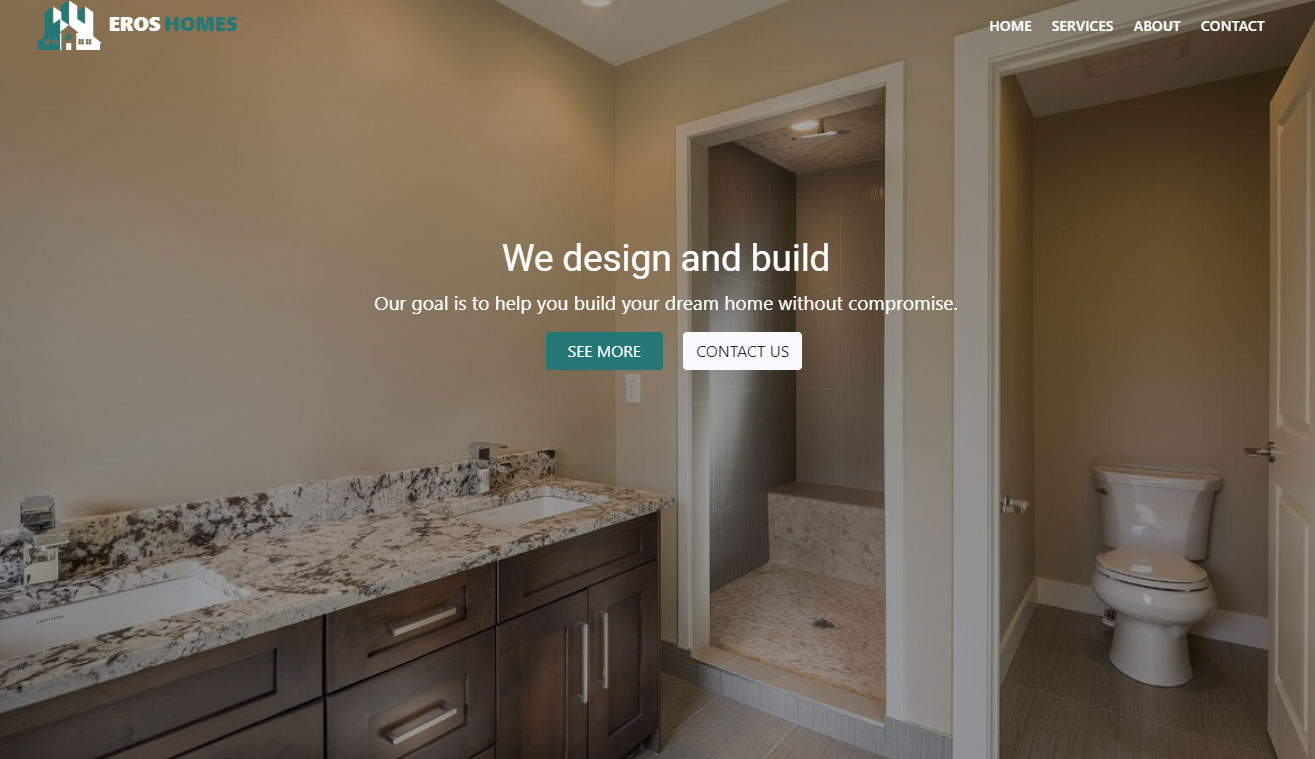 EROS HOMES
HOME SERVICES ABOUT CONTACT
We design and build
Our goal is to help you build your dream home without compromise.
SEE MORE CONTACT US